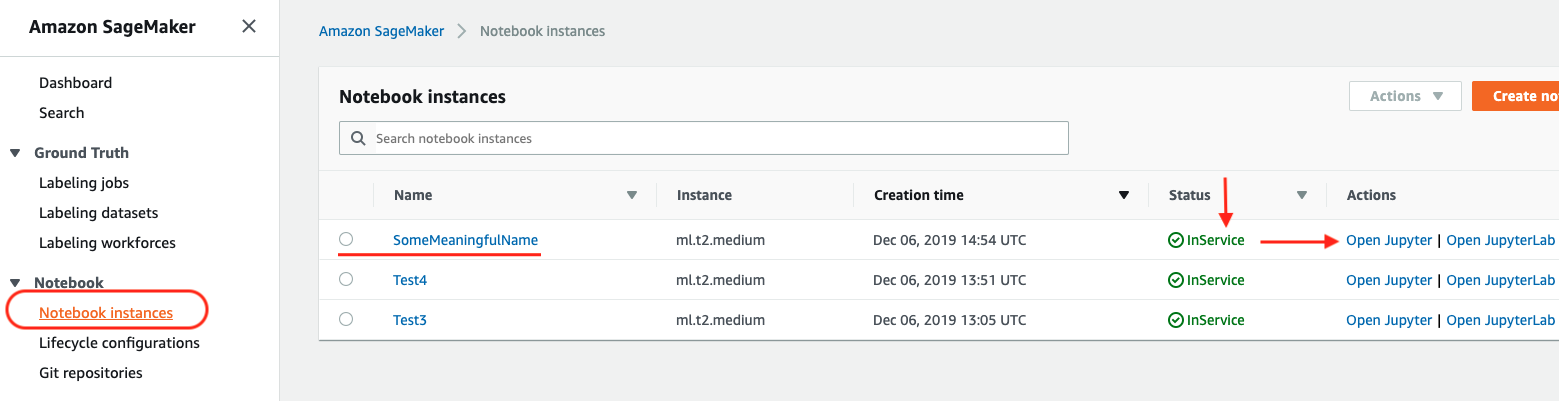 Amazon SageMaker
Dashboard
Search
Ground Truth
Labeling jobs
Labeling datasets
Labeling workforces
Notebook
Notebook instances
Lifecycle configurations
Git repositories
Amazon SageMaker > Notebook instances
Notebook instances
Actions
Create no
Search notebook instances
Name Instance Creation time Status Actions
SomeMeaningfulName ml.t2.medium Dec 06, 2019 14:54 UTC InService Open Jupyter | Open JupyterLab
Test4 ml.t2.medium Dec 06, 2019 13:51 UTC InService Open Jupyter | Open JupyterLab
Test3 ml.t2.medium Dec 06, 2019 13:05 UTC InService Open Jupyter | Open JupyterLab